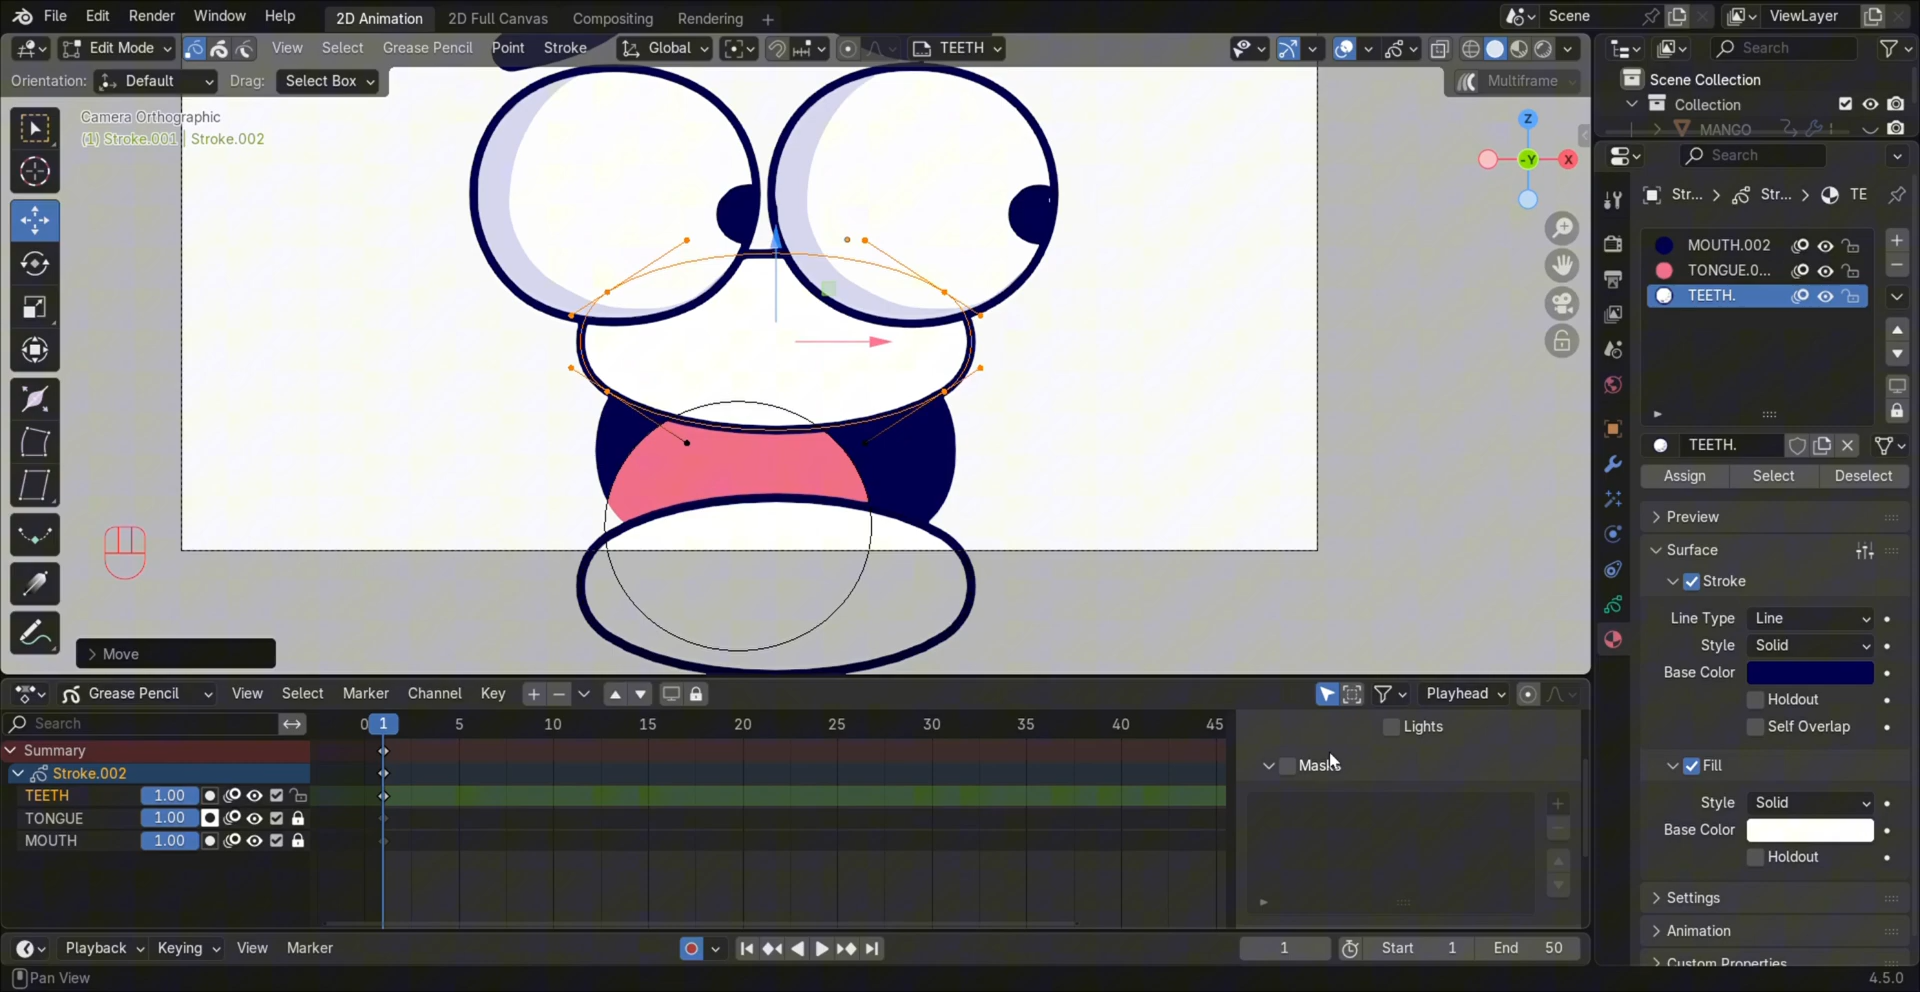 File Edit Render Window Help 2D Animation 2D Full Canvas Compositing Rendering + Scene ViewLayer
Edit Mode View Select Grease Pencil Point Stroke Global TEETH Search
Orientation: Default Drag: Select Box Multiframe Scene Collection
Collection
MANGO
Camera Orthographic
(1) Stroke.001 | Stroke.002
Z
-Y X
Search
Str... > Str... > TE
MOUTH.002
TONGUE.0...
TEETH.
TEETH.
Assign Select Deselect
Preview
Surface
Stroke
Line Type Line
Style Solid
Base Color
Holdout
Self Overlap
Fill
Style Solid
Base Color
Holdout
Settings
Animation
Custom Properties
Move
Grease Pencil View Select Marker Channel Key Playhead
Search 0 1 5 10 15 20 25 30 35 40 45
Lights
Summary
Masks
Stroke.002
TEETH 1.00
TONGUE 1.00
MOUTH 1.00
Playback Keying View Marker 1 Start 1 End 50
Pan View 4.5.0